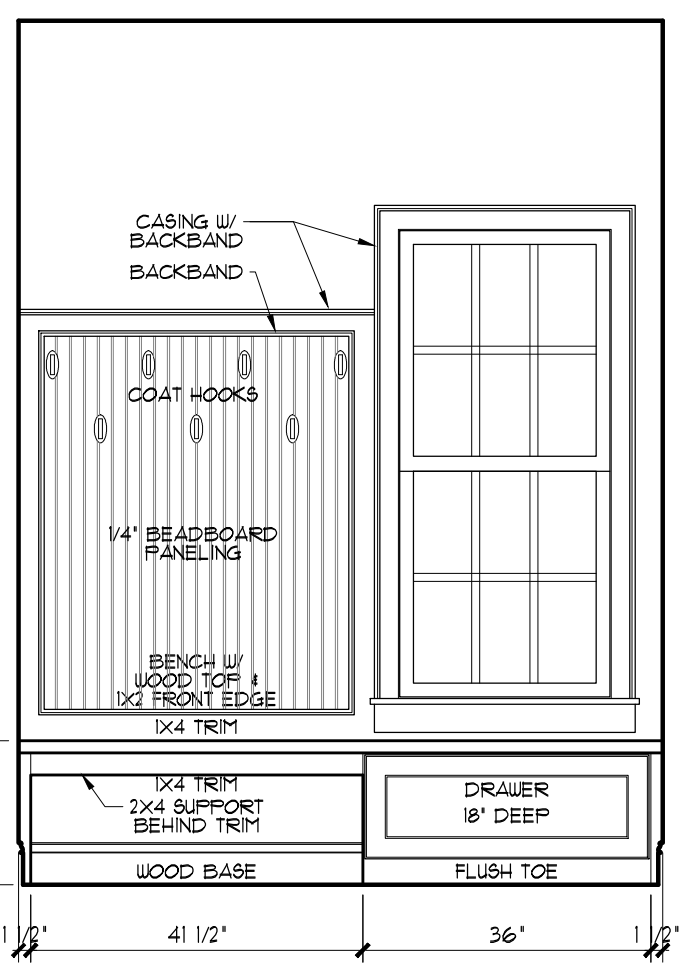 CASING W/
BACKBAND
BACKBAND
COAT HOOKS
1/4" BEADBOARD
PANELING
BENCH W/
WOOD TOP &
1X2 FRONT EDGE
1X4 TRIM
1X4 TRIM
2X4 SUPPORT
BEHIND TRIM
DRAWER
18" DEEP
WOOD BASE
FLUSH TOE
1 1/2" 41 1/2" 36" 1 1/2"